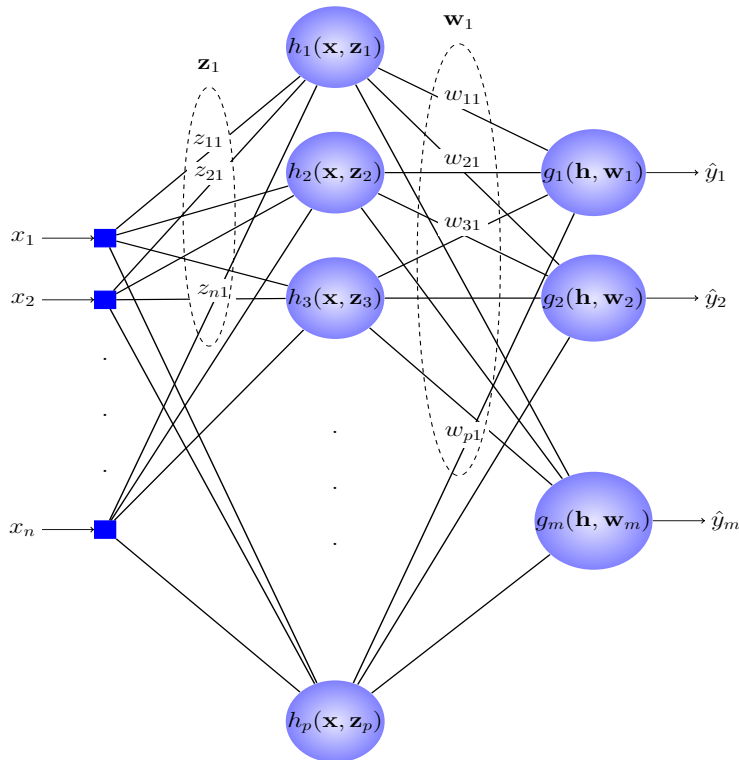 w₁
h₁(x, z₁)
z₁
w₁₁
z₁₁
w₂₁
z₂₁
h₂(x, z₂)
g₁(h, w₁)
ŷ₁
x₁
w₃₁
x₂
zₙ₁
h₃(x, z₃)
g₂(h, w₂)
ŷ₂
wₚ₁
xₙ
gₘ(h, wₘ)
ŷₘ
hₚ(x, zₚ)